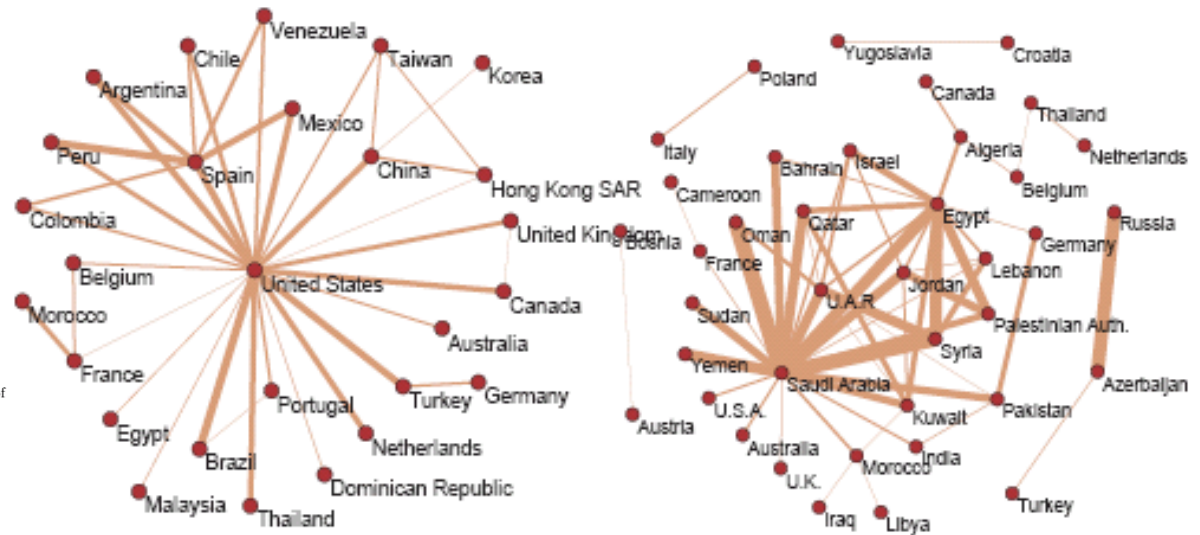 Venezuela
Chile
Taiwan
Korea
Argentina
Mexico
Peru
Spain
China
Hong Kong SAR
Colombia
United Kingdom
Belgium
United States
Canada
Morocco
Australia
France
Turkey
Germany
Portugal
Egypt
Brazil
Netherlands
Malaysia
Thailand
Dominican Republic
of
Yugoslavia
Croatia
Poland
Canada
Thailand
Italy
Bahrain
Israel
Algeria
Netherlands
Cameroon
Belgium
Oman
Qatar
Egypt
Russia
Bosnia
France
Germany
Lebanon
Jordan
Sudan
U.A.R
Palestinian Auth.
Yemen
Syria
Saudi Arabia
Azerbaijan
U.S.A.
Kuwait
Pakistan
Austria
Australia
Morocco
India
U.K.
Turkey
Iraq
Libya